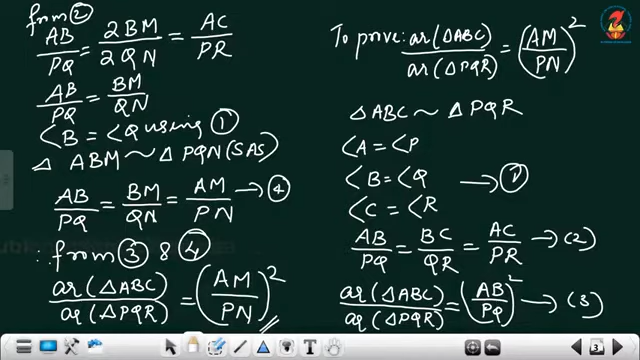 To prove: ar(△ABC)/ar(△PQR) = (AM/PN)²
△ABC ~ △PQR
<A = <P
<B = <Q → ①
<C = <R
AB/PQ = BC/QR = AC/PR → (2)
ar(△ABC)/ar(△PQR) = (AB/PQ)² → (3)
from ②
AB/PQ = 2BM/2QN = AC/PR
AB/PQ = BM/QN
<B = <Q using ①
△ ABM ~ △ PQN (SAS)
AB/PQ = BM/QN = AM/PN → ④
∴ from ③ & ④
ar(△ABC)/ar(△PQR) = (AM/PN)²
3